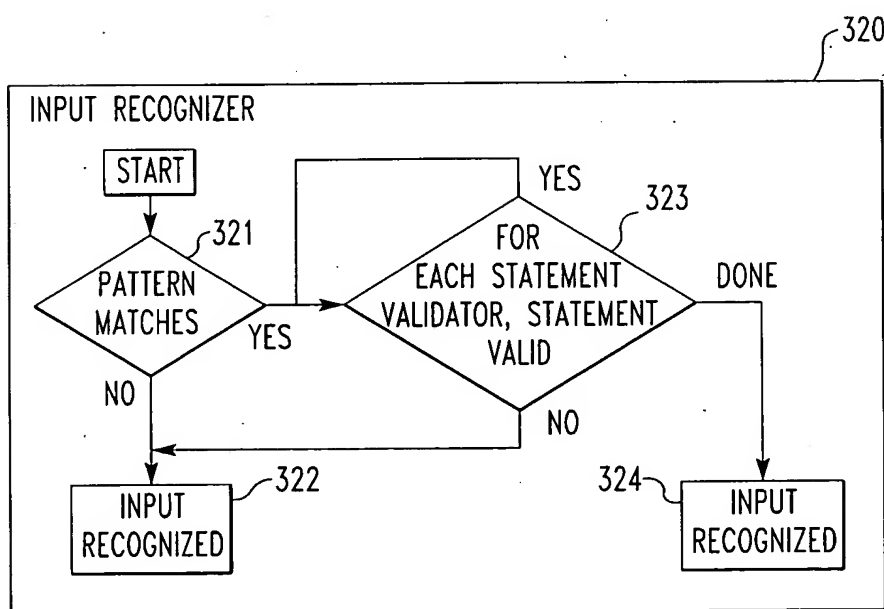 320
INPUT RECOGNIZER
START
321
PATTERN
MATCHES
YES
NO
YES
323
FOR
EACH STATEMENT
VALIDATOR, STATEMENT
VALID
DONE
NO
322
INPUT
RECOGNIZED
324
INPUT
RECOGNIZED